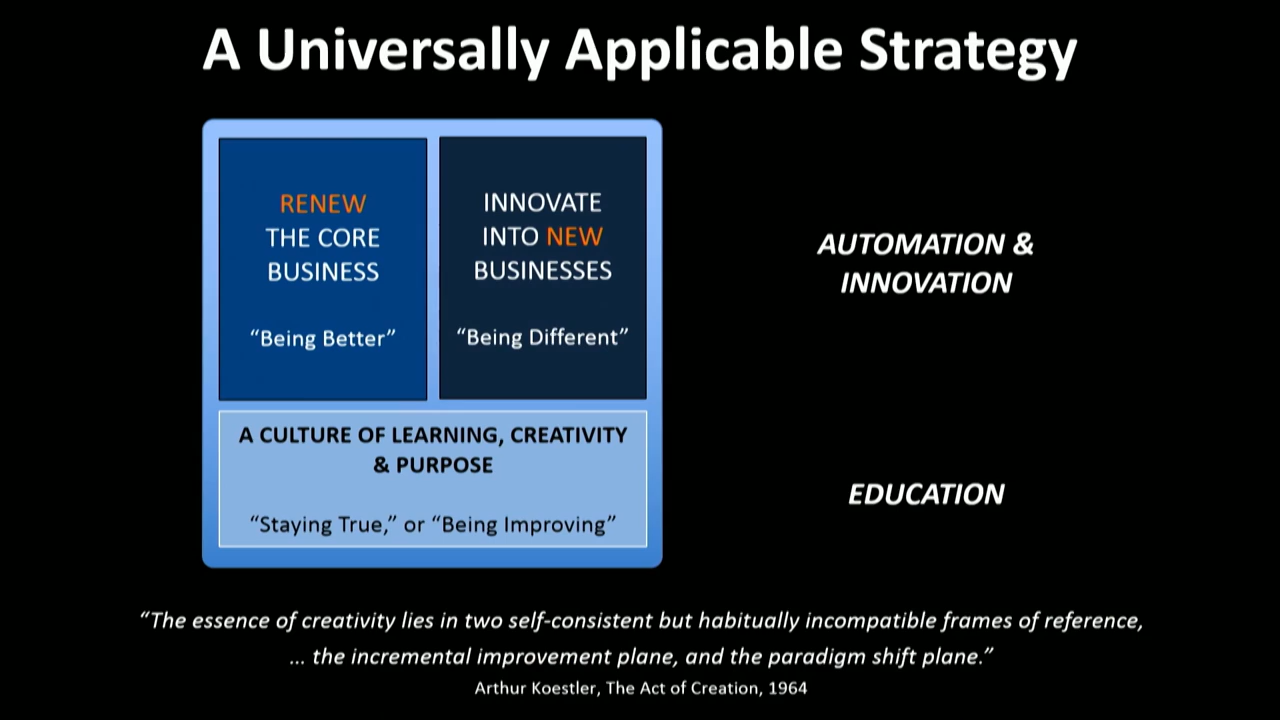 A Universally Applicable Strategy
RENEW
THE CORE
BUSINESS
“Being Better”
INNOVATE
INTO NEW
BUSINESSES
“Being Different”
AUTOMATION &
INNOVATION
A CULTURE OF LEARNING, CREATIVITY
& PURPOSE
“Staying True,” or “Being Improving”
EDUCATION
“The essence of creativity lies in two self-consistent but habitually incompatible frames of reference,
... the incremental improvement plane, and the paradigm shift plane.”
Arthur Koestler, The Act of Creation, 1964